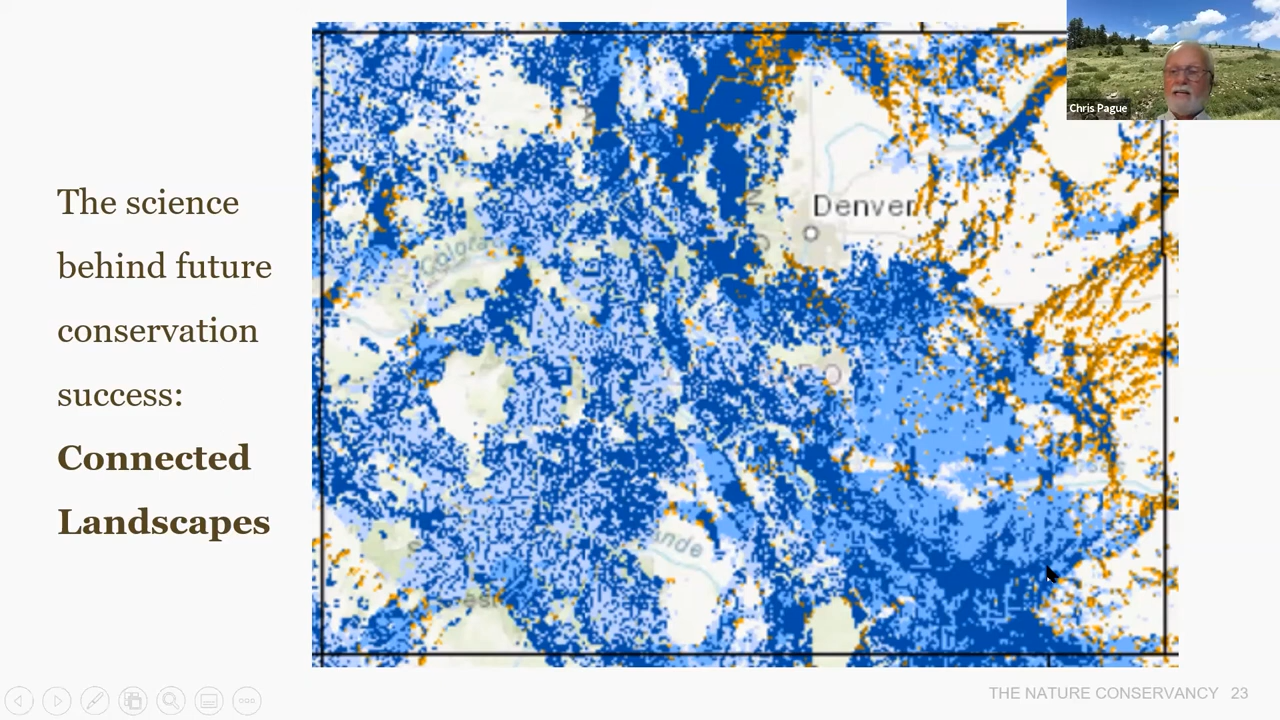 The science
behind future
conservation
success:
Connected
Landscapes
Denver
Chris Pague
THE NATURE CONSERVANCY 23